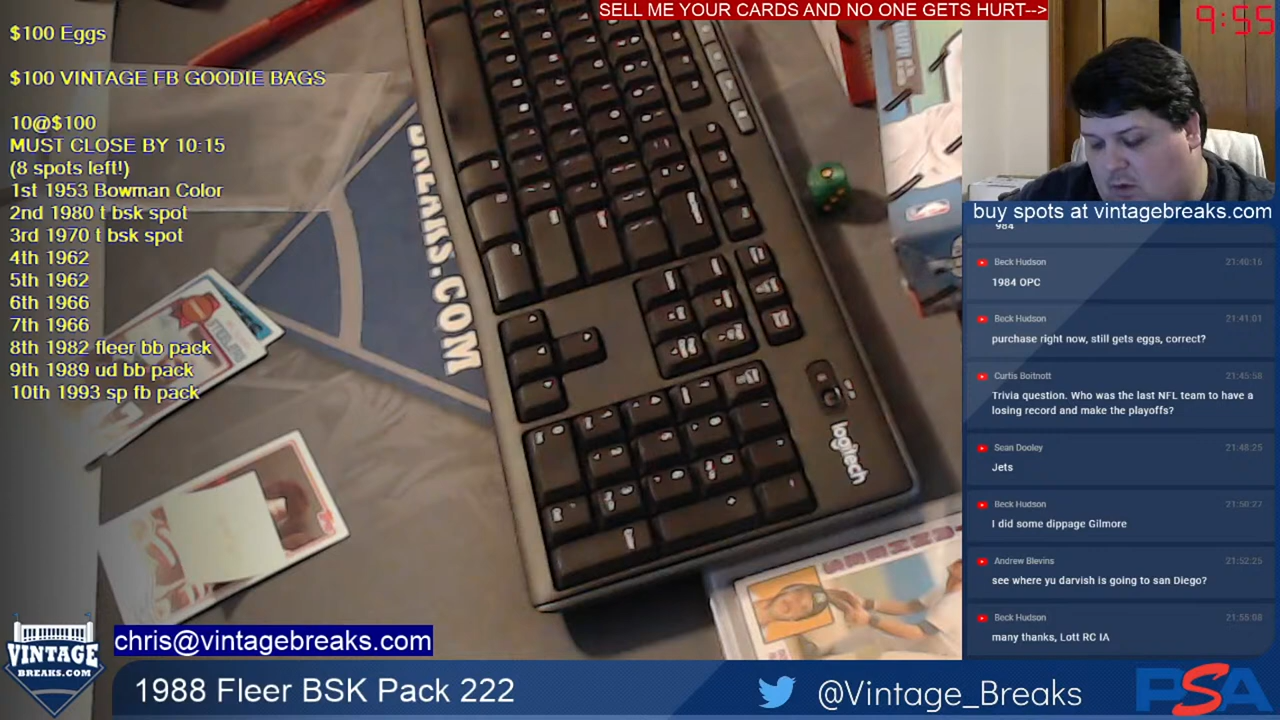 SELL ME YOUR CARDS AND NO ONE GETS HURT-->
9:55
$100 Eggs
$100 VINTAGE FB GOODIE BAGS
10@$100
MUST CLOSE BY 10:15
(8 spots left!)
1st 1953 Bowman Color
2nd 1980 t bsk spot
3rd 1970 t bsk spot
4th 1962
5th 1962
6th 1966
7th 1966
8th 1982 fleer bb pack
9th 1989 ud bb pack
10th 1993 sp fb pack
BREAKS.COM
logitech
buy spots at vintagebreaks.com
984
Beck Hudson 21:40:16
1984 OPC
Beck Hudson 21:41:01
purchase right now, still gets eggs, correct?
Curtis Boitnott 21:45:58
Trivia question. Who was the last NFL team to have a
losing record and make the playoffs?
Sean Dooley 21:48:25
Jets
Beck Hudson 21:50:27
I did some dippage Gilmore
Andrew Blevins 21:52:25
see where yu darvish is going to san Diego?
Beck Hudson 21:55:08
many thanks, Lott RC IA
chris@vintagebreaks.com
VINTAGE
BREAKS.COM
1988 Fleer BSK Pack 222
@Vintage_Breaks
PSA